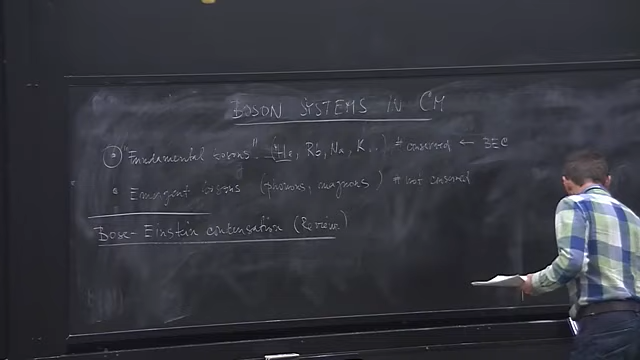 BOSON SYSTEMS IN CM
• "Fundamental bosons" (⁴He, Rb, Na, K..) # conserved ← BEC
• Emergent bosons (phonons, magnons) # not conserved
Bose-Einstein condensation (Review)